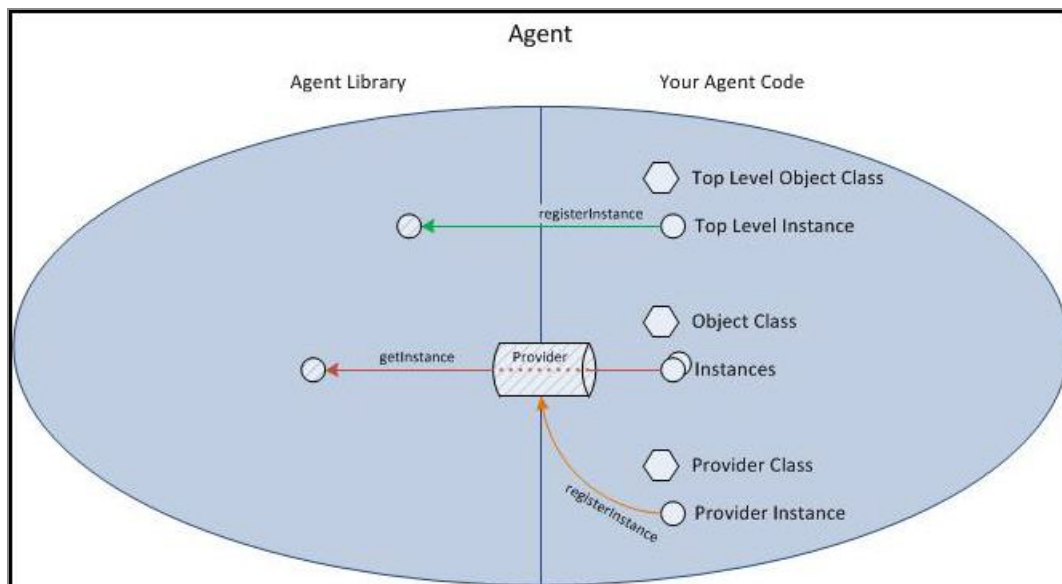 Agent
Agent Library
Your Agent Code
Top Level Object Class
registerInstance
Top Level Instance
Object Class
getInstance
Provider
Instances
Provider Class
registerInstance
Provider Instance